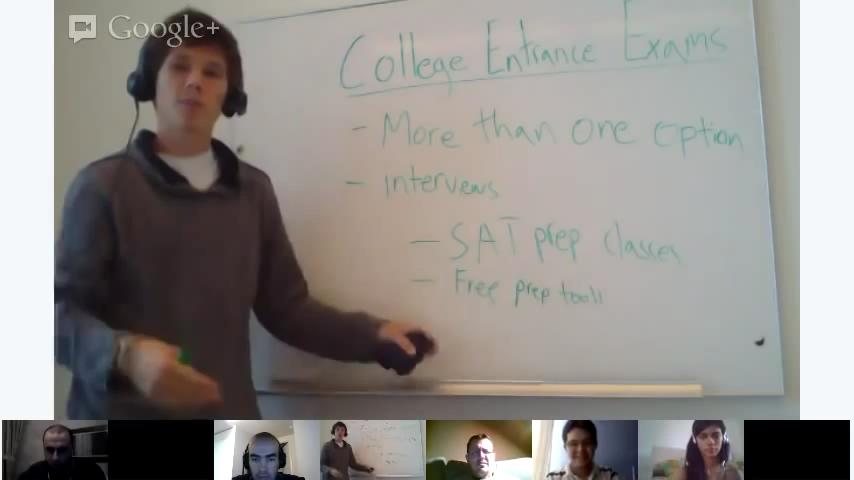 Google+
College Entrance Exams
- More than one option
- intervews
- SAT prep classes
- Free prep tools